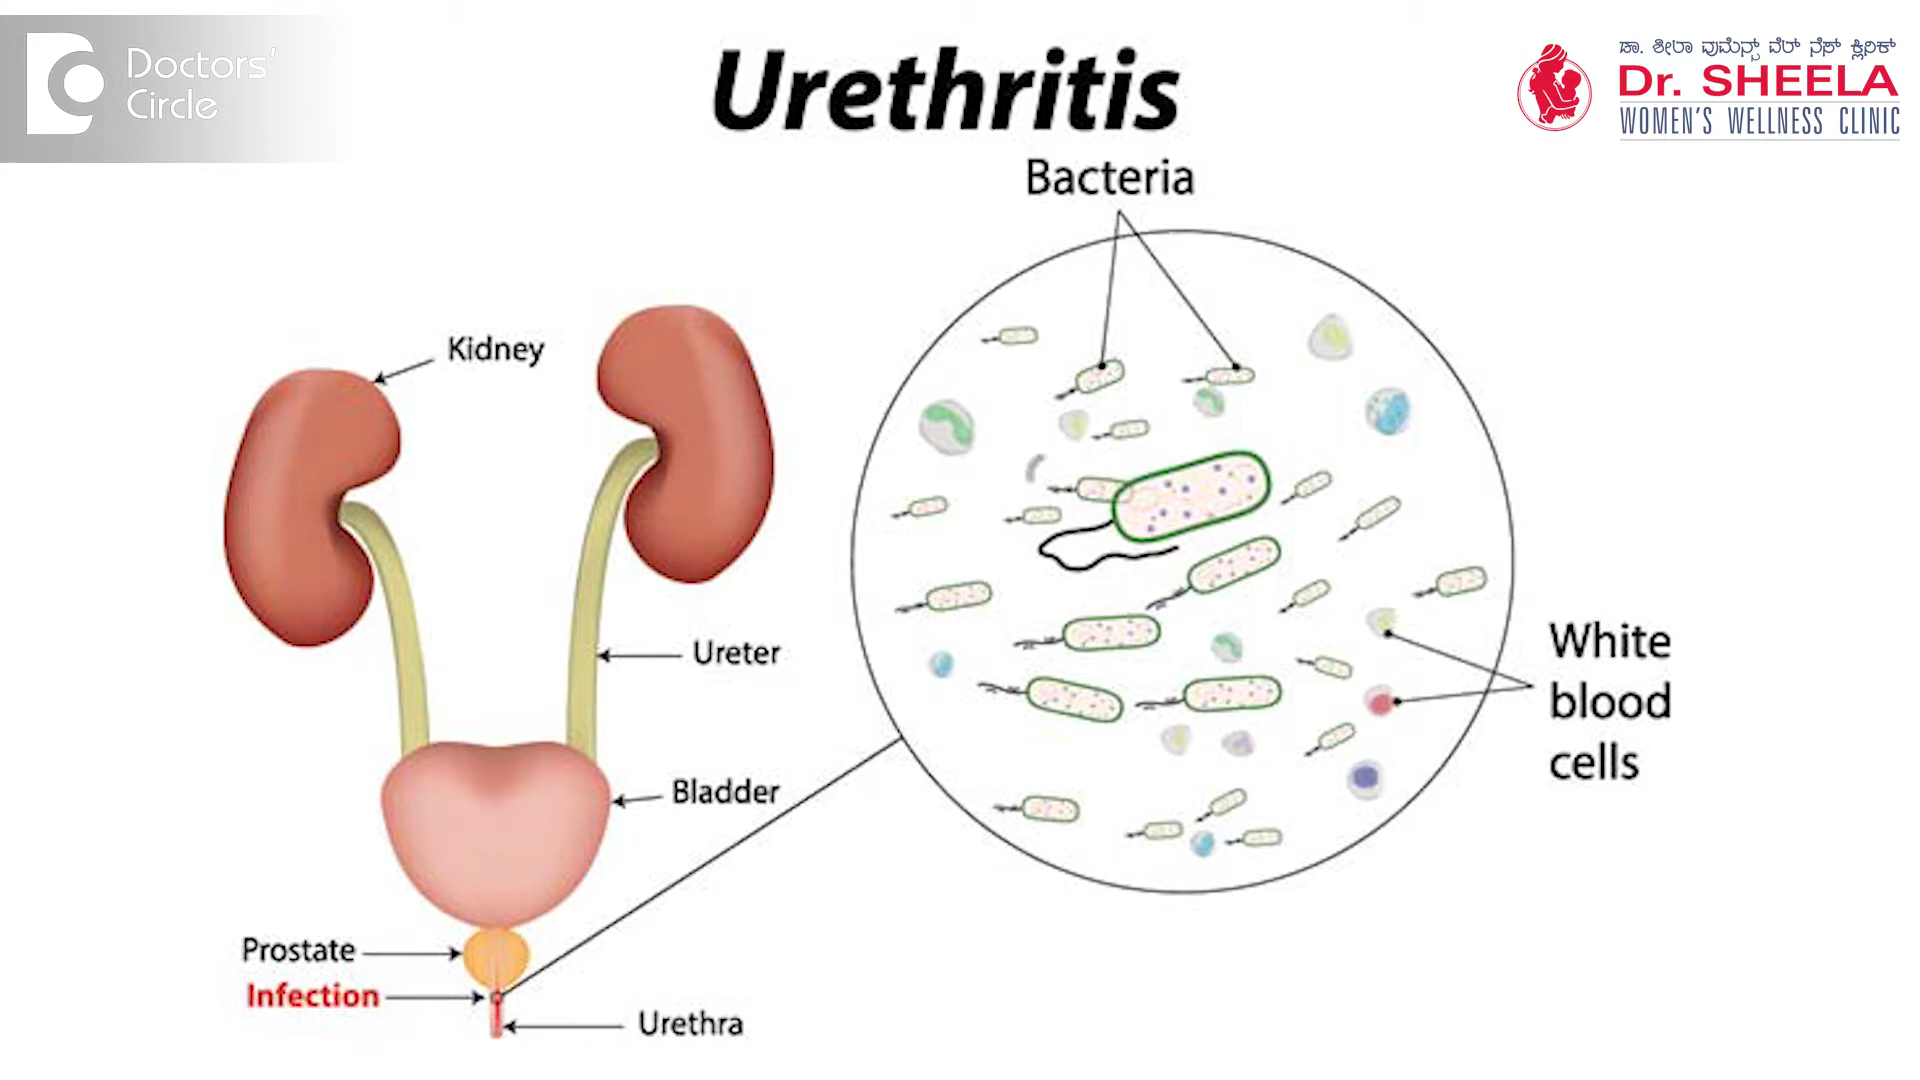 Doctors'
Circle
Urethritis
ಡಾ. ಶೀಲಾ ವುಮೆನ್ಸ್ ವೆಲ್ ನೆಸ್ ಕ್ಲಿನಿಕ್
Dr. SHEELA
WOMEN'S WELLNESS CLINIC
Bacteria
Kidney
Ureter
White
blood
cells
Bladder
Prostate
Infection
Urethra